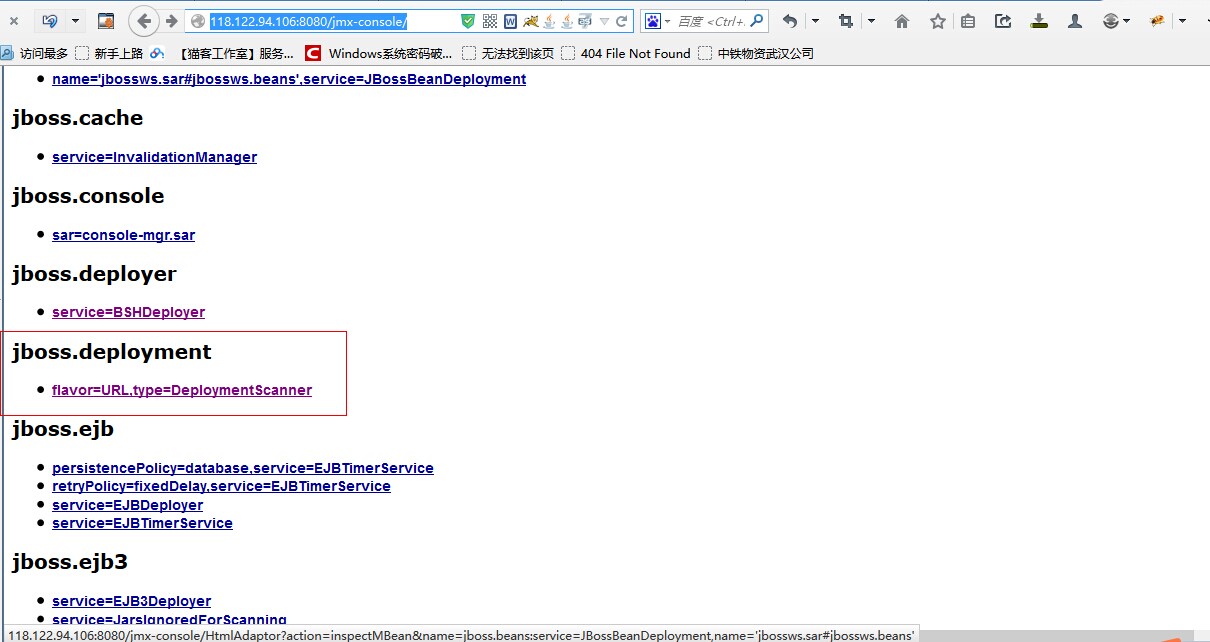 118.122.94.106:8080/jmx-console/
百度 <Ctrl+.
访问最多 新手上路 【猫客工作室】服务... Windows系统密码破... 无法找到该页 404 File Not Found 中铁物资武汉公司
name='jbossws.sar#jbossws.beans',service=JBossBeanDeployment
jboss.cache
service=InvalidationManager
jboss.console
sar=console-mgr.sar
jboss.deployer
service=BSHDeployer
jboss.deployment
flavor=URL,type=DeploymentScanner
jboss.ejb
persistencePolicy=database,service=EJBTimerService
retryPolicy=fixedDelay,service=EJBTimerService
service=EJBDeployer
service=EJBTimerService
jboss.ejb3
service=EJB3Deployer
service=JarsIgnoredForScanning
118.122.94.106:8080/jmx-console/HtmlAdaptor?action=inspectMBean&name=jboss.beans:service=JBossBeanDeployment,name='jbossws.sar#jbossws.beans'